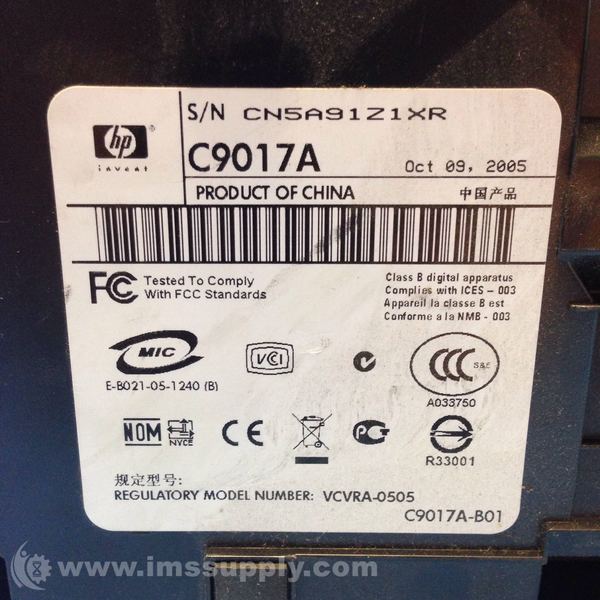 hp
invent
S/N CN5A91Z1XR
C9017A Oct 09, 2005
PRODUCT OF CHINA 中国产品
FC Tested To Comply
With FCC Standards
Class B digital apparatus
Complies with ICES - 003
Appareil la classe B est
Conforme a la NMB - 003
MIC
E-B021-05-1240 (B)
VCI
CCC S&E
A033750
NOM NYCE
CE
PC
R33001
规定型号:
REGULATORY MODEL NUMBER: VCVRA-0505
C9017A-B01
www.imssupply.com